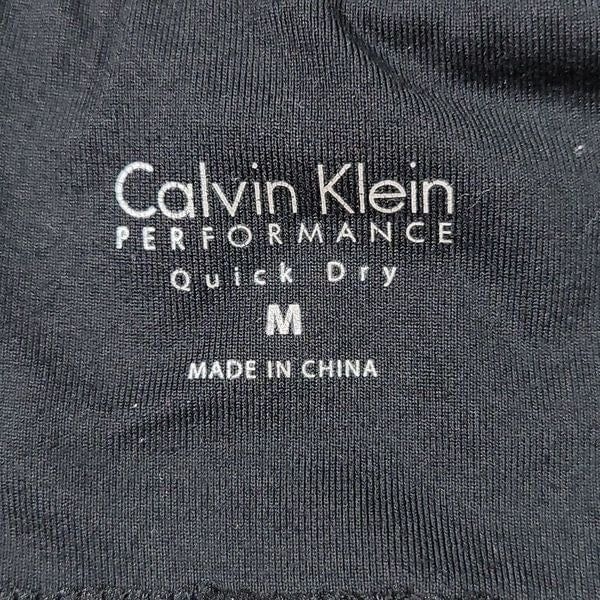 Calvin Klein
PERFORMANCE
Quick Dry
M
MADE IN CHINA